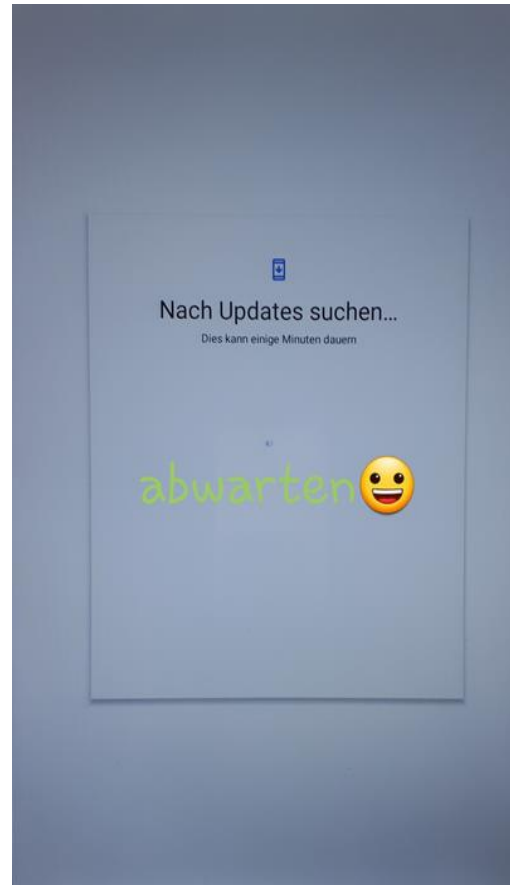 Nach Updates suchen...
Dies kann einige Minuten dauern
abwarten